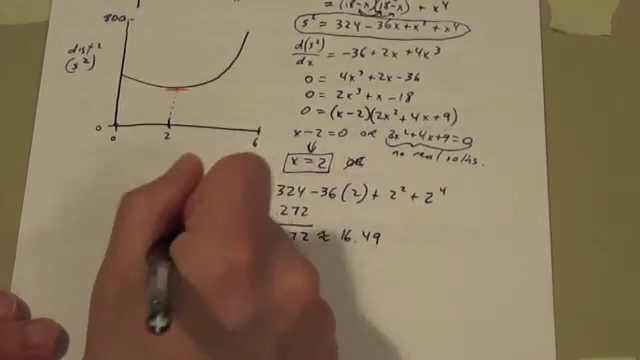 = (18-x)(18-x) + x⁴
s² = 324 - 36x + x² + x⁴
d(s²)/dx = -36 + 2x + 4x³
0 = 4x³ + 2x - 36
0 = 2x³ + x - 18
0 = (x-2)(2x² + 4x + 9)
x-2=0 or 2x²+4x+9=0
no real solns.
x = 2
324 - 36(2) + 2² + 2⁴
272
72 ≈ 16.49
800
dist²
(s²)
0
0
2
6